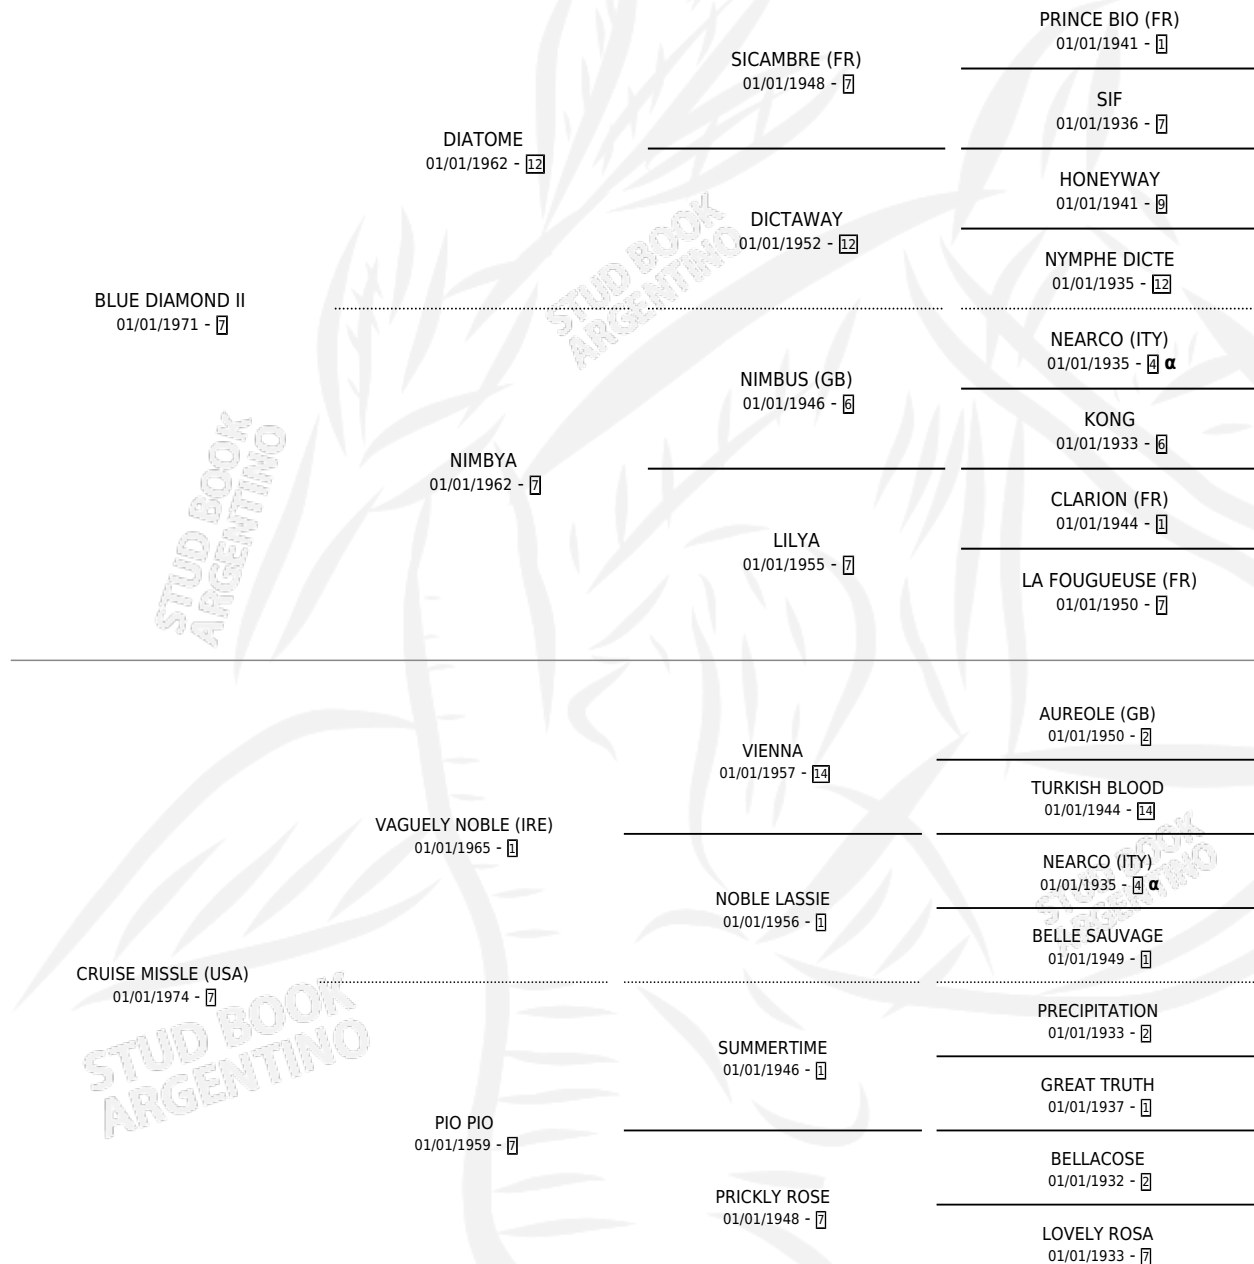 PRINCE BIO (FR)
01/01/1941 - 1
SICAMBRE (FR)
01/01/1948 - 7
SIF
01/01/1936 - 7
DIATOME
01/01/1962 - 12
HONEYWAY
01/01/1941 - 9
DICTAWAY
01/01/1952 - 12
NYMPHE DICTE
01/01/1935 - 12
BLUE DIAMOND II
01/01/1971 - 7
NEARCO (ITY)
01/01/1935 - 4 α
NIMBUS (GB)
01/01/1946 - 6
KONG
01/01/1933 - 6
NIMBYA
01/01/1962 - 7
CLARION (FR)
01/01/1944 - 1
LILYA
01/01/1955 - 7
LA FOUGUEUSE (FR)
01/01/1950 - 7
AUREOLE (GB)
01/01/1950 - 2
VIENNA
01/01/1957 - 14
TURKISH BLOOD
01/01/1944 - 14
VAGUELY NOBLE (IRE)
01/01/1965 - 1
NEARCO (ITY)
01/01/1935 - 4 α
NOBLE LASSIE
01/01/1956 - 1
BELLE SAUVAGE
01/01/1949 - 1
CRUISE MISSLE (USA)
01/01/1974 - 7
PRECIPITATION
01/01/1933 - 2
SUMMERTIME
01/01/1946 - 1
GREAT TRUTH
01/01/1937 - 1
PIO PIO
01/01/1959 - 7
BELLACOSE
01/01/1932 - 2
PRICKLY ROSE
01/01/1948 - 7
LOVELY ROSA
01/01/1933 - 7
STUD BOOK
ARGENTINO
STUD BOOK
ARGENTINO
STUD BOOK
ARGENTINO
STUD BOOK
ARGENTINO